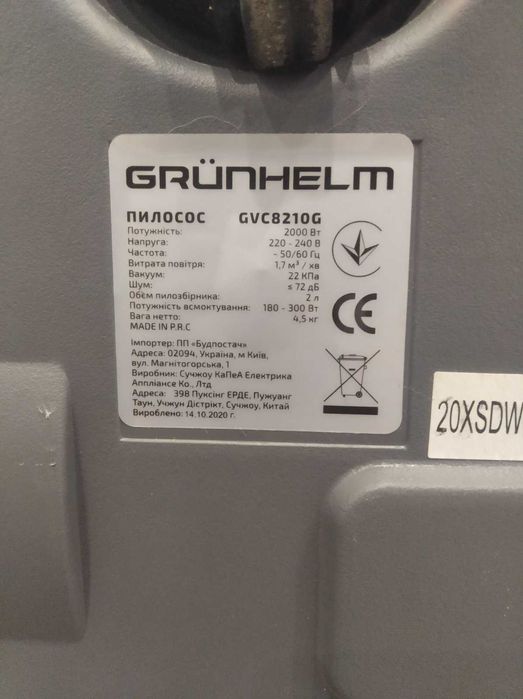 GRÜNHELM
ПИЛОСОС GVC8210G
Потужність: 2000 Вт
Напруга: 220 - 240 В
Частота: ~ 50/60 Гц
Витрата повітря: 1,7 м³ / хв
Вакуум: 22 КПа
Шум: ≤ 72 дБ
Обєм пилозбірника: 2 л
Потужність всмоктування: 180 - 300 Вт
Вага нетто: 4,5 кг
MADE IN P.R.C
CE
Імпортер: ПП «Будпостач»
Адреса: 02094, Україна, м Київ,
вул. Магнітогорська, 1
Виробник: Сучжоу КаПеА Електрика
Апплiance Co., Лтд
Адреса: 398 Пуксінг ЕРДЕ, Пужуанг
Таун, Учжун Дістрікт, Сучжоу, Китай
Вироблено: 14.10.2020 г.
20XSDW